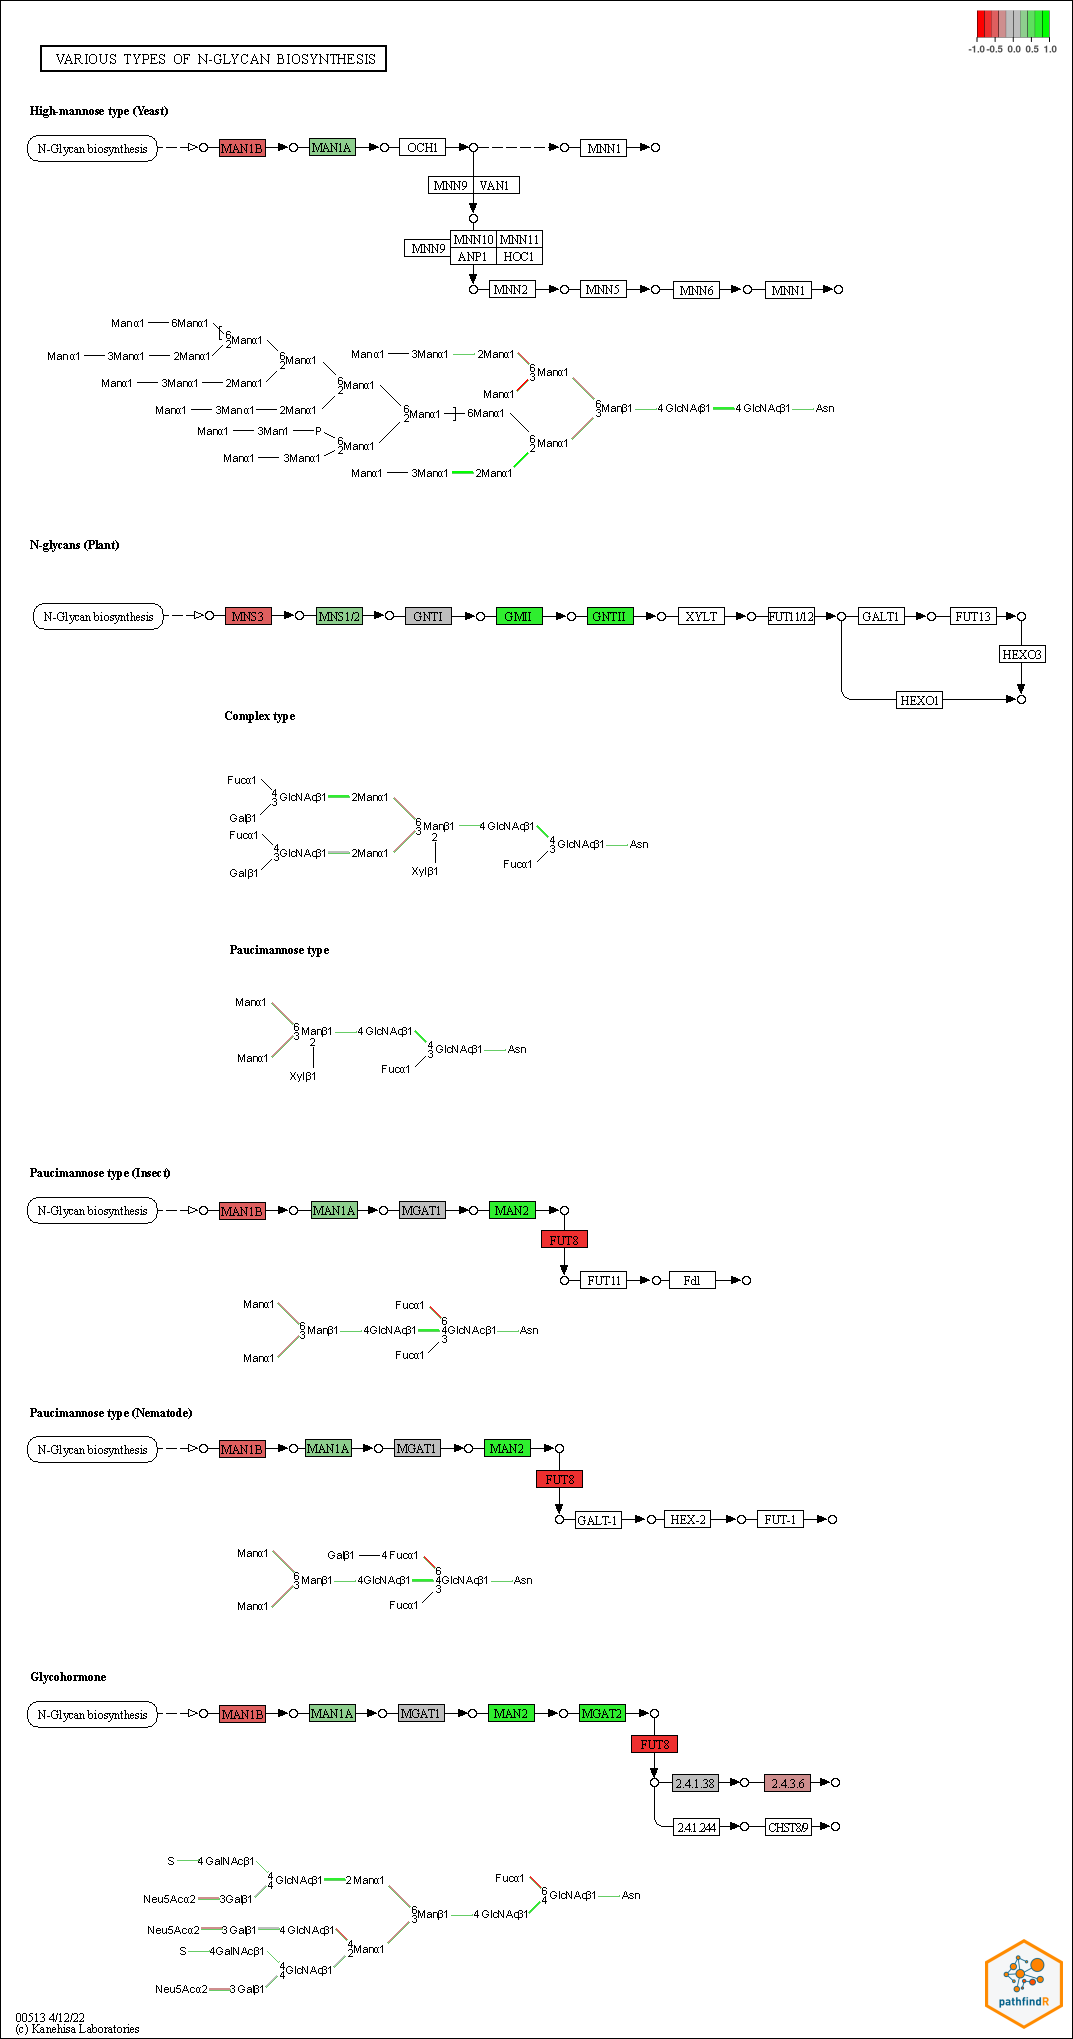 -1.0 -0.5 0.0 0.5 1.0
VARIOUS TYPES OF N-GLYCAN BIOSYNTHESIS
High-mannose type (Yeast)
N-Glycan biosynthesis MAN1B MAN1A OCH1 MNN1
MNN9 VAN1
MNN10 MNN11
MNN9
ANP1 HOC1
MNN2 MNN5 MNN6 MNN1
Manα1 6Manα1
6
2 Manα1
Manα1 3Manα1 2Manα1
6
2 Manα1
Manα1 3Manα1 2Manα1
6
2 Manα1
Manα1 3Manα1 2Manα1
6
2 Manα1 ] 6Manα1
Manα1 3Man1 P
6
2 Manα1
Manα1 3Manα1
Manα1 3Manα1 2Manα1
6
3 Manα1
Manα1
6
3 Manβ1 4 GlcNAcβ1 4 GlcNAcβ1 Asn
6
2 Manα1
Manα1 3Manα1 2Manα1
N-glycans (Plant)
N-Glycan biosynthesis MNS3 MNS1/2 GNTI GMII GNTII XYLT FUT11/12 GALT1 FUT13
HEXO3
HEXO1
Complex type
Fucα1
4
3 GlcNAcβ1 2Manα1
Galβ1
Fucα1
6
3 Manβ1 4 GlcNAcβ1
2
4
3 GlcNAcβ1 Asn
4
3 GlcNAcβ1 2Manα1
Fucα1
Galβ1
Xylβ1
Paucimannose type
Manα1
6
3 Manβ1 4 GlcNAcβ1
2
4
3 GlcNAcβ1 Asn
Manα1
Fucα1
Xylβ1
Paucimannose type (Insect)
N-Glycan biosynthesis MAN1B MAN1A MGAT1 MAN2
FUT8
FUT11 Fdl
Manα1 Fucα1
6
3 Manβ1 4GlcNAcβ1
6
4GlcNAcβ1 Asn
3
Manα1 Fucα1
Paucimannose type (Nematode)
N-Glycan biosynthesis MAN1B MAN1A MGAT1 MAN2
FUT8
GALT-1 HEX-2 FUT-1
Manα1 Galβ1 4 Fucα1
6
3 Manβ1 4GlcNAcβ1
6
4GlcNAcβ1 Asn
3
Manα1 Fucα1
Glycohormone
N-Glycan biosynthesis MAN1B MAN1A MGAT1 MAN2 MGAT2
FUT8
2.4.1.38 2.4.3.6
2.4.1.244 CHST8/9
S 4 GalNAcβ1
4
4 GlcNAcβ1 2 Manα1
Neu5Acα2 3Galβ1
Fucα1
6
4 GlcNAcβ1 Asn
6
3 Manβ1 4 GlcNAcβ1
Neu5Acα2 3 Galβ1 4 GlcNAcβ1
4
2 Manα1
S 4GalNAcβ1
4
4 GlcNAcβ1
Neu5Acα2 3 Galβ1
pathfindR
00513 4/12/22
(c) Kanehisa Laboratories